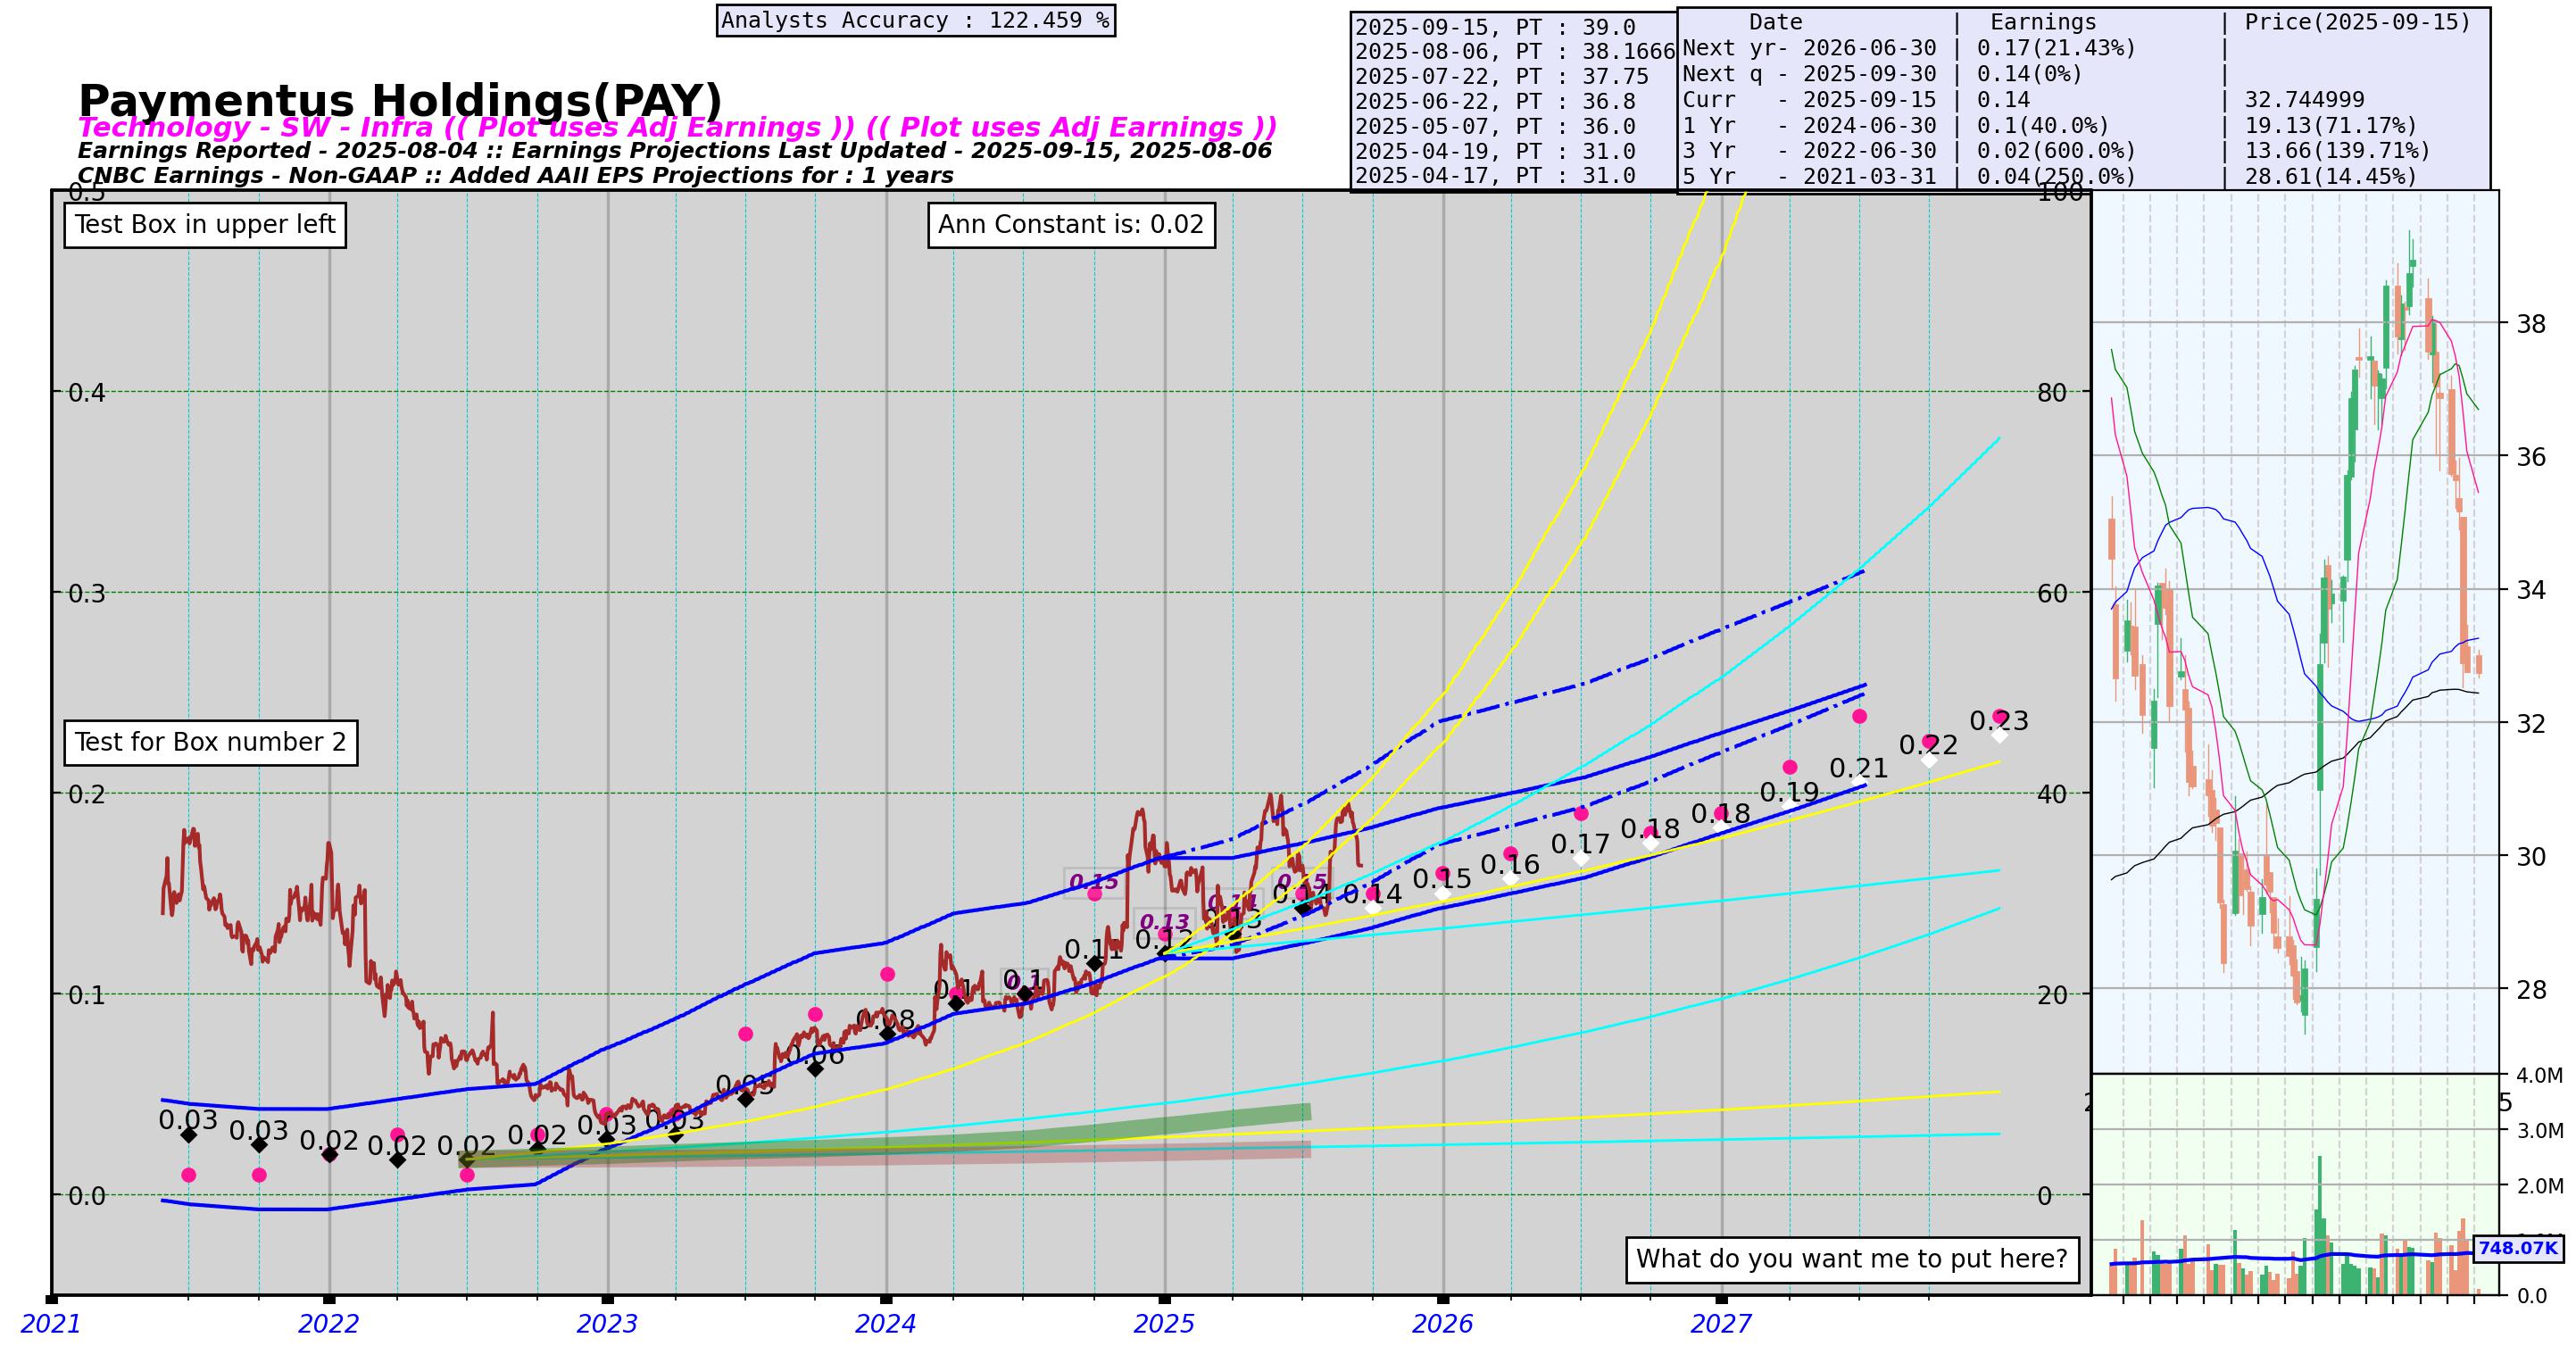 Analysts Accuracy : 122.459 %
2025-09-15, PT : 39.0
2025-08-06, PT : 38.1666
2025-07-22, PT : 37.75
2025-06-22, PT : 36.8
2025-05-07, PT : 36.0
2025-04-19, PT : 31.0
2025-04-17, PT : 31.0
Date | Earnings | Price(2025-09-15)
Next yr- 2026-06-30 | 0.17(21.43%) |
Next q - 2025-09-30 | 0.14(0%) |
Curr - 2025-09-15 | 0.14 | 32.744999
1 Yr - 2024-06-30 | 0.1(40.0%) | 19.13(71.17%)
3 Yr - 2022-06-30 | 0.02(600.0%) | 13.66(139.71%)
5 Yr - 2021-03-31 | 0.04(250.0%) | 28.61(14.45%)
Paymentus Holdings(PAY)
Technology - SW - Infra (( Plot uses Adj Earnings )) (( Plot uses Adj Earnings ))
Earnings Reported - 2025-08-04 :: Earnings Projections Last Updated - 2025-09-15, 2025-08-06
CNBC Earnings - Non-GAAP :: Added AAII EPS Projections for : 1 years
0.5
100
Test Box in upper left
Ann Constant is: 0.02
0.4
80
0.3
60
Test for Box number 2
0.2
40
0.1
20
0.0
0
0.03
0.03
0.02
0.02
0.02
0.02
0.03
0.03
0.05
0.06
0.08
0.1
0.1
0.1
0.11
0.15
0.12
0.13
0.13
0.14
0.14
0.15
0.14
0.15
0.16
0.17
0.18
0.18
0.19
0.21
0.22
0.23
What do you want me to put here?
2021
2022
2023
2024
2025
2026
2027
38
36
34
32
30
28
4.0M
3.0M
2.0M
748.07K
0.0